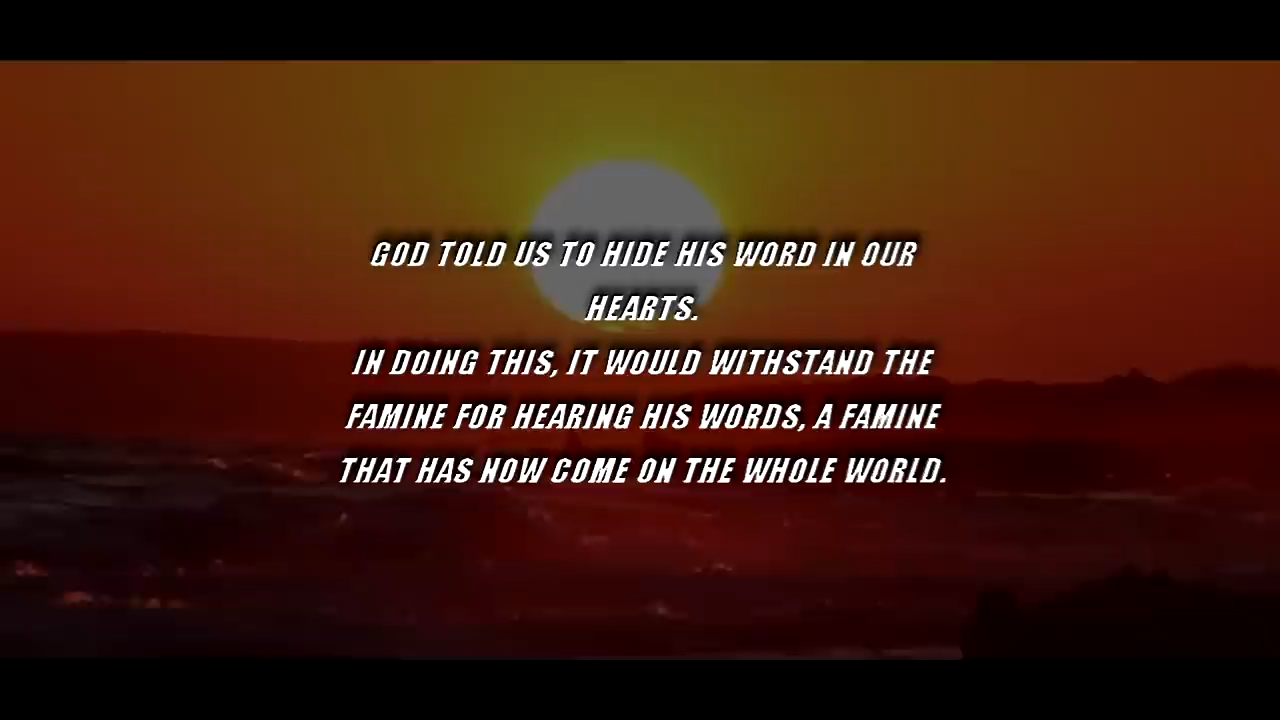 GOD TOLD US TO HIDE HIS WORD IN OUR
HEARTS.
IN DOING THIS, IT WOULD WITHSTAND THE
FAMINE FOR HEARING HIS WORDS, A FAMINE
THAT HAS NOW COME ON THE WHOLE WORLD.